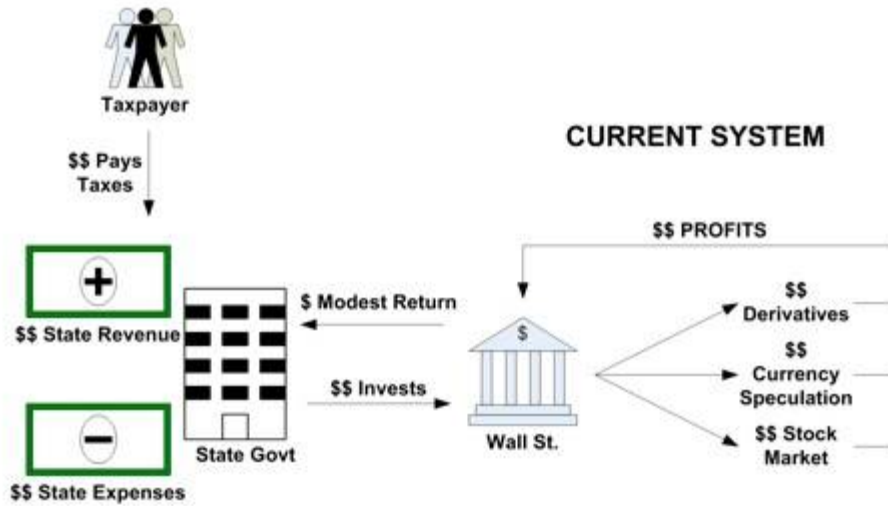 Taxpayer
$$ Pays
Taxes
CURRENT SYSTEM
$$ PROFITS
+
$$ State Revenue
$ Modest Return
$
$$
Derivatives
$$
Currency
Speculation
$$ Invests
Wall St.
$$ Stock
Market
−
State Govt
$$ State Expenses